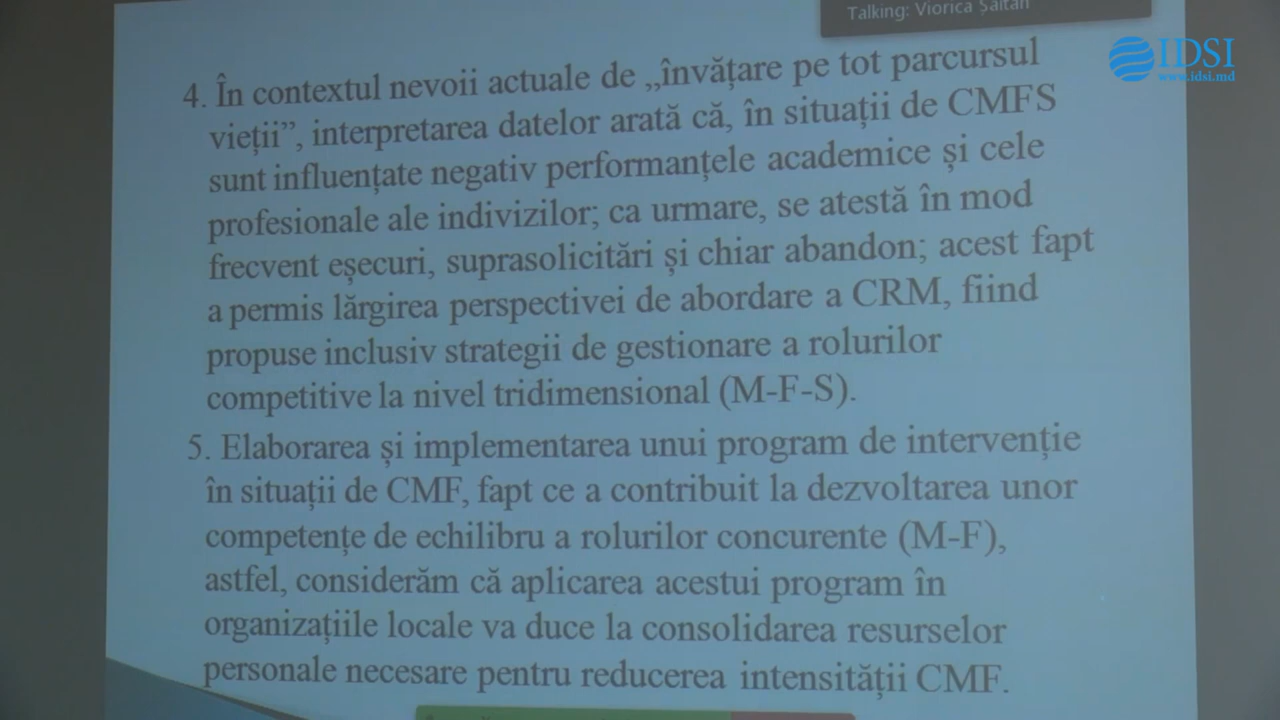 Talking: Viorica Șaltan
IDSI
www.idsi.md
4. În contextul nevoii actuale de „învățare pe tot parcursul
vieții”, interpretarea datelor arată că, în situații de CMFS
sunt influențate negativ performanțele academice și cele
profesionale ale indivizilor; ca urmare, se atestă în mod
frecvent eșecuri, suprasolicitări și chiar abandon; acest fapt
a permis lărgirea perspectivei de abordare a CRM, fiind
propuse inclusiv strategii de gestionare a rolurilor
competitive la nivel tridimensional (M-F-S).
5. Elaborarea și implementarea unui program de intervenție
în situații de CMF, fapt ce a contribuit la dezvoltarea unor
competențe de echilibru a rolurilor concurente (M-F),
astfel, considerăm că aplicarea acestui program în
organizațiile locale va duce la consolidarea resurselor
personale necesare pentru reducerea intensității CMF.